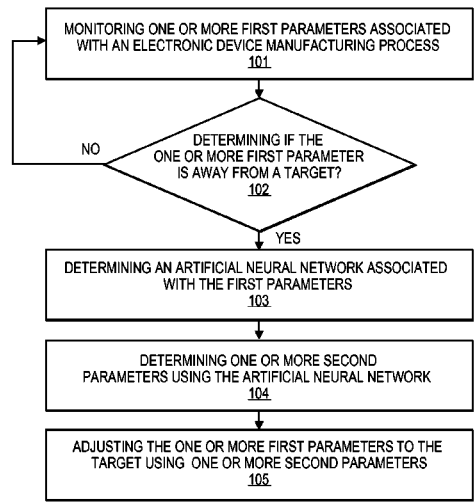 MONITORING ONE OR MORE FIRST PARAMETERS ASSOCIATED
WITH AN ELECTRONIC DEVICE MANUFACTURING PROCESS
101
DETERMINING IF THE
ONE OR MORE FIRST PARAMETER
IS AWAY FROM A TARGET?
102
NO
YES
DETERMINING AN ARTIFICIAL NEURAL NETWORK ASSOCIATED
WITH THE FIRST PARAMETERS
103
DETERMINING ONE OR MORE SECOND
PARAMETERS USING THE ARTIFICIAL NEURAL NETWORK
104
ADJUSTING THE ONE OR MORE FIRST PARAMETERS TO THE
TARGET USING ONE OR MORE SECOND PARAMETERS
105